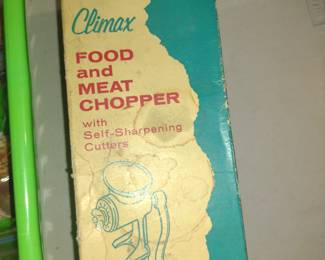 Climax
FOOD
and
MEAT
CHOPPER
with
Self-Sharpening
Cutters